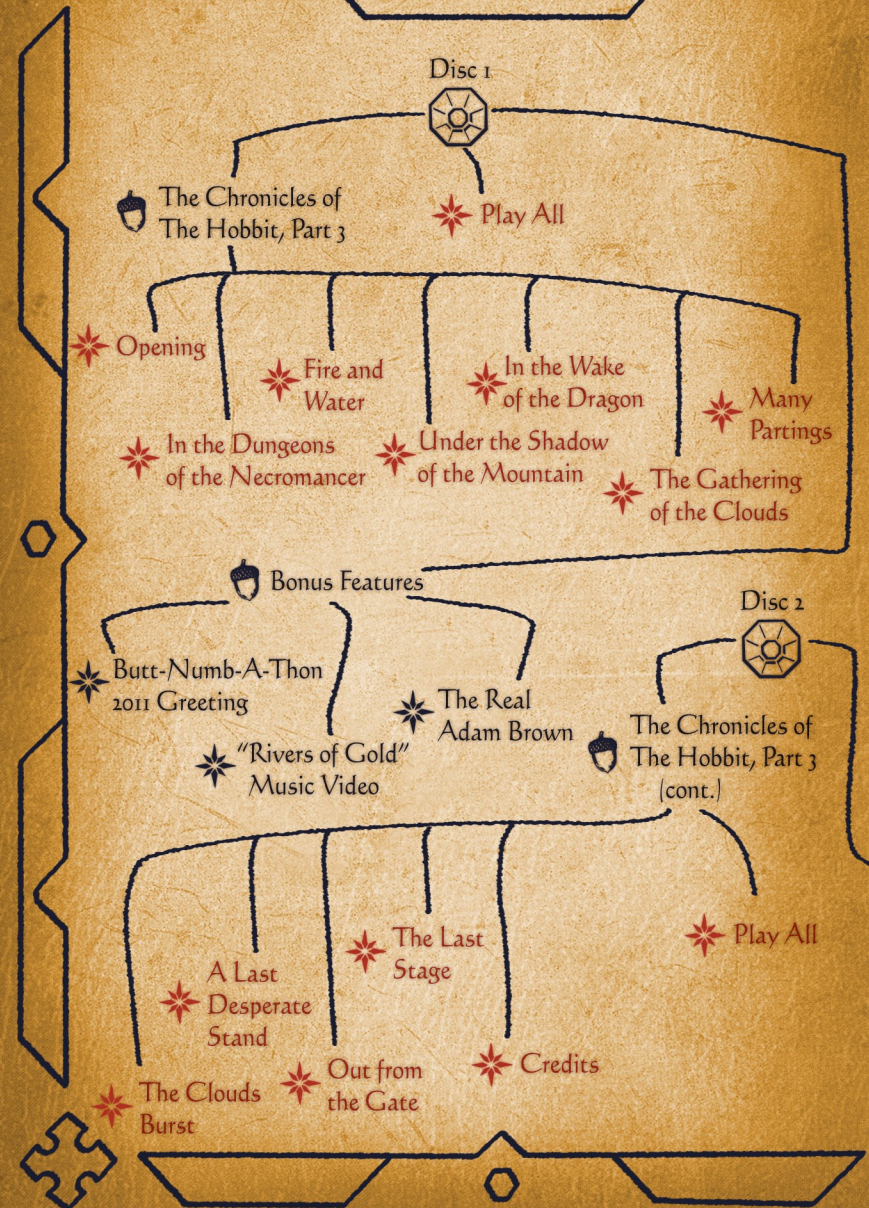 Disc 1
The Chronicles of
The Hobbit, Part 3
Play All
Opening
In the Dungeons
of the Necromancer
Fire and
Water
Under the Shadow
of the Mountain
In the Wake
of the Dragon
The Gathering
of the Clouds
Many
Partings
Bonus Features
Butt-Numb-A-Thon
2011 Greeting
"Rivers of Gold"
Music Video
The Real
Adam Brown
Disc 2
The Chronicles of
The Hobbit, Part 3
(cont.)
The Clouds
Burst
A Last
Desperate
Stand
Out from
the Gate
The Last
Stage
Credits
Play All